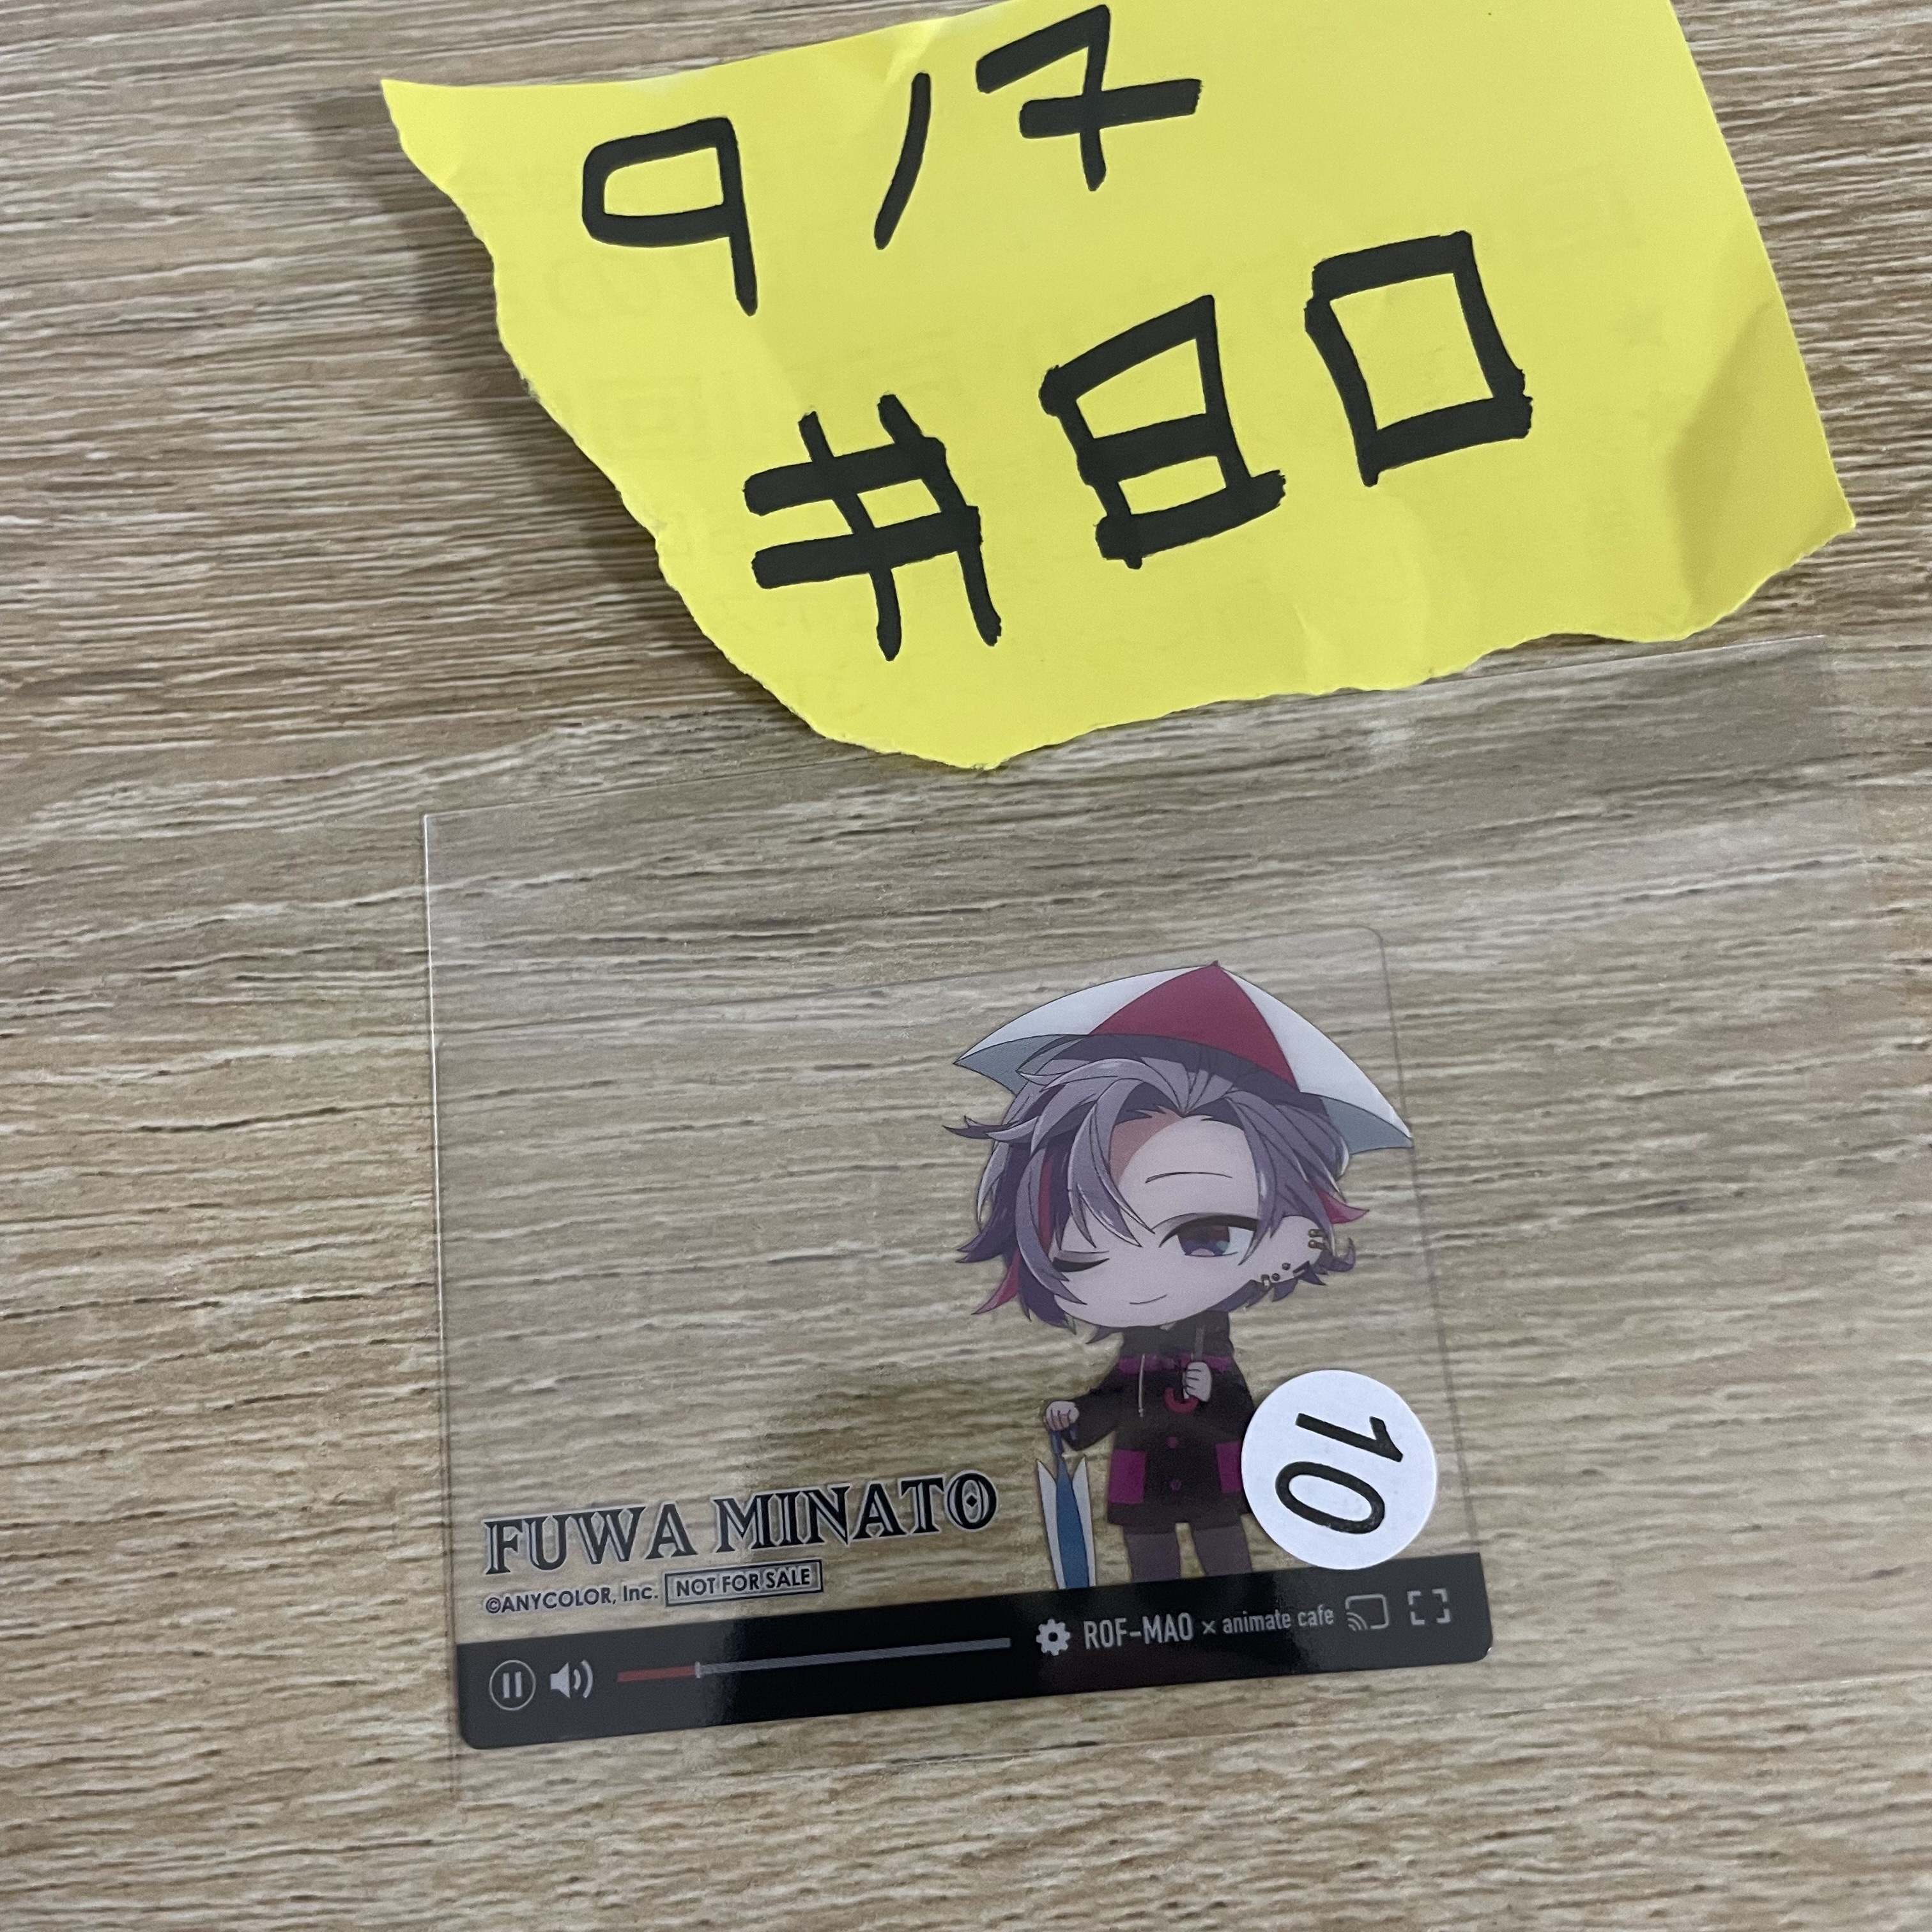 9/7
#80
10
FUWA MINATO
©ANYCOLOR, Inc. NOT FOR SALE
ROF-MAO × animate cafe